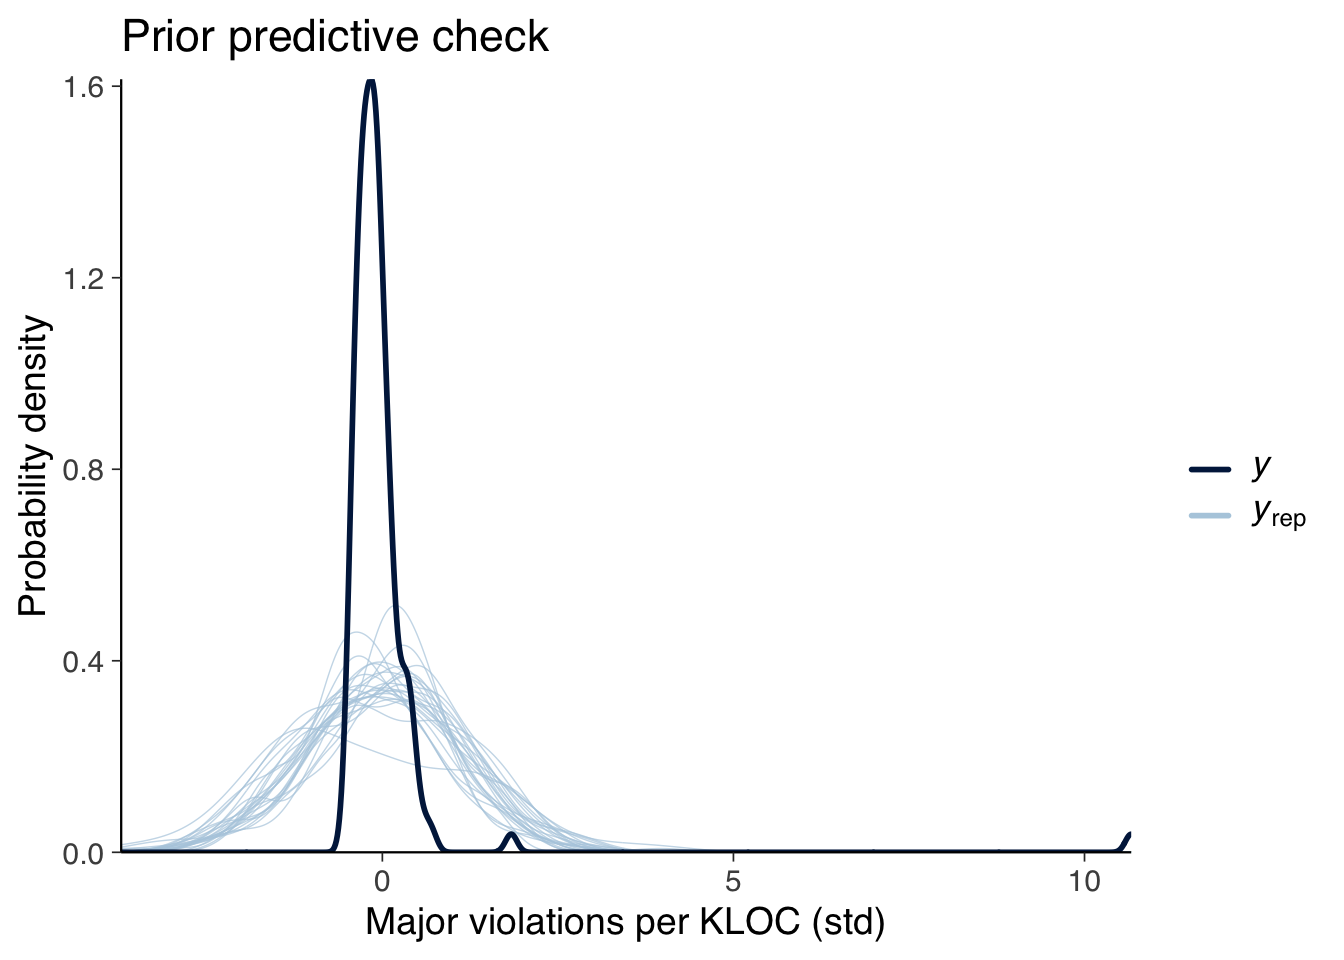 Prior predictive check
1.6
1.2
0.8
0.4
0.0
Probability density
0 5 10
Major violations per KLOC (std)
y
yrep